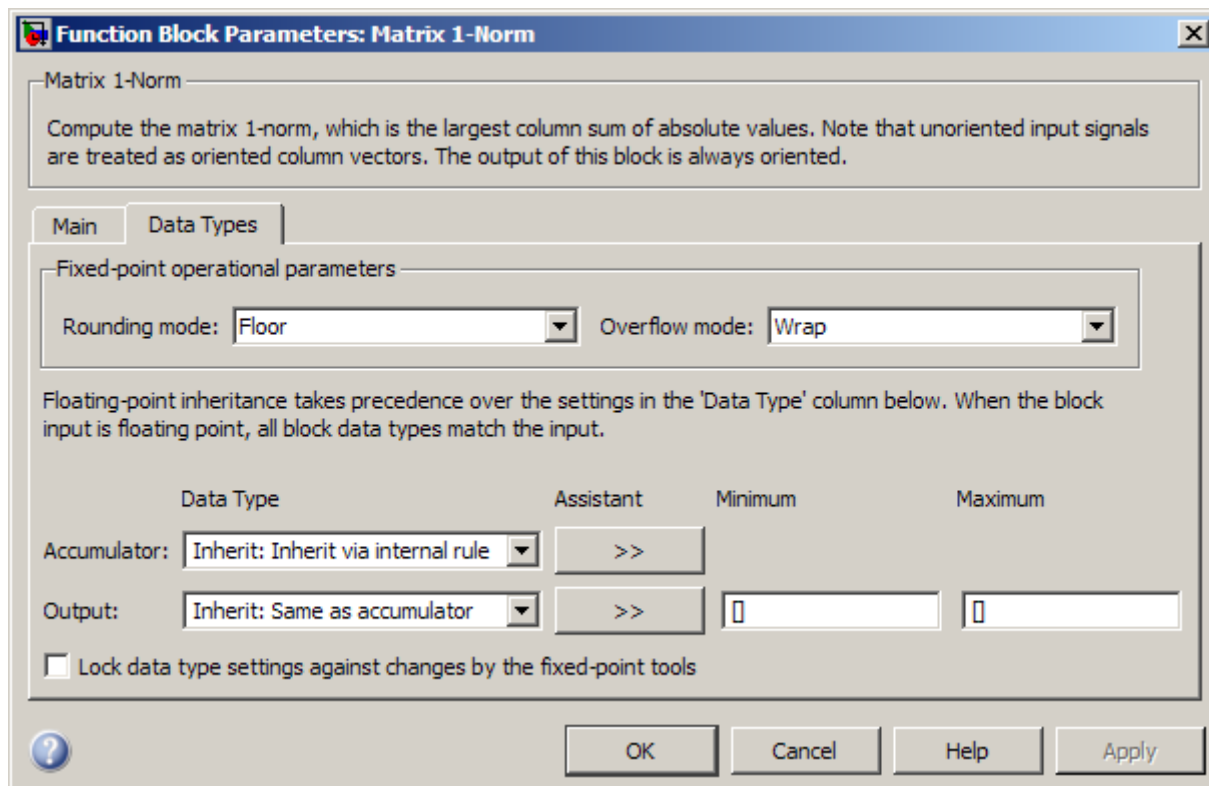 Function Block Parameters: Matrix 1-Norm
Matrix 1-Norm
Compute the matrix 1-norm, which is the largest column sum of absolute values. Note that unoriented input signals
are treated as oriented column vectors. The output of this block is always oriented.
Main Data Types
Fixed-point operational parameters
Rounding mode: Floor Overflow mode: Wrap
Floating-point inheritance takes precedence over the settings in the 'Data Type' column below. When the block
input is floating point, all block data types match the input.
Data Type Assistant Minimum Maximum
Accumulator: Inherit: Inherit via internal rule >>
Output: Inherit: Same as accumulator >> [] []
Lock data type settings against changes by the fixed-point tools
? OK Cancel Help Apply